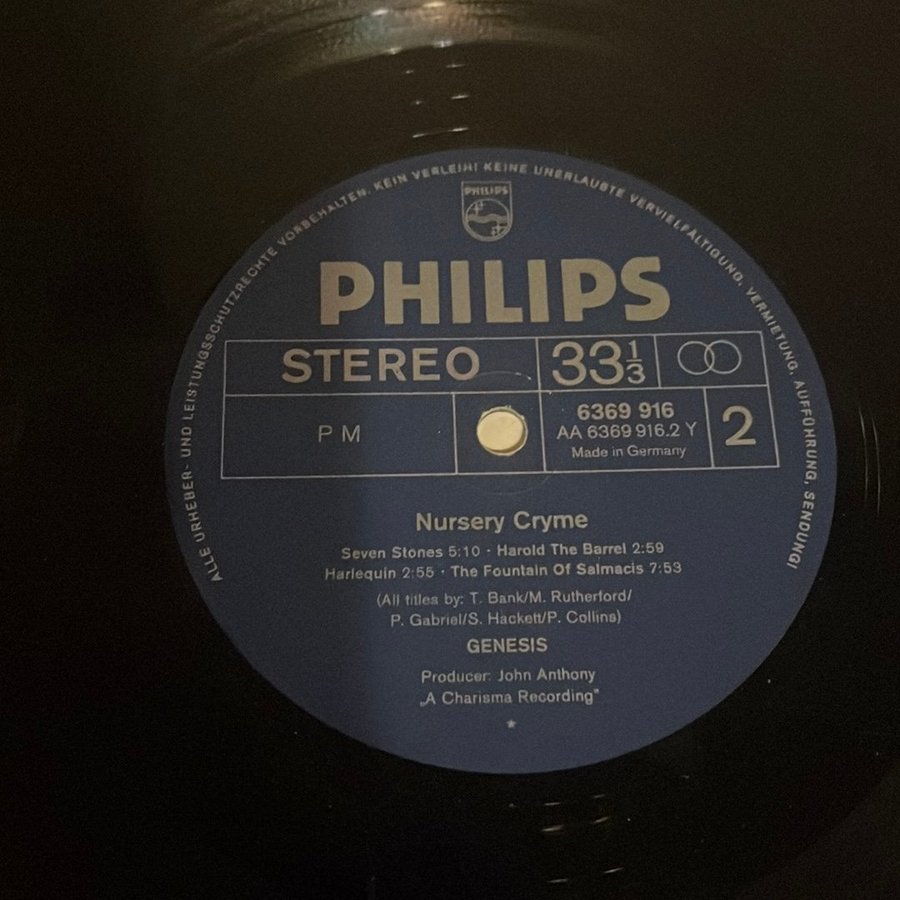 ALLE URHEBER- UND LEISTUNGSSCHUTZRECHTE VORBEHALTEN. KEIN VERLEIH! KEINE UNERLAUBTE VERVIELFÄLTIGUNG, VERMIETUNG, AUFFÜHRUNG, SENDUNG!
PHILIPS
PHILIPS
STEREO 33 1/3
PM 6369 916 2
AA 6369 916.2 Y
Made in Germany
Nursery Cryme
Seven Stones 5:10 · Harold The Barrel 2:59
Harlequin 2:55 · The Fountain Of Salmacis 7:53
(All titles by: T. Bank/M. Rutherford/
P. Gabriel/S. Hackett/P. Collins)
GENESIS
Producer: John Anthony
„A Charisma Recording"
*